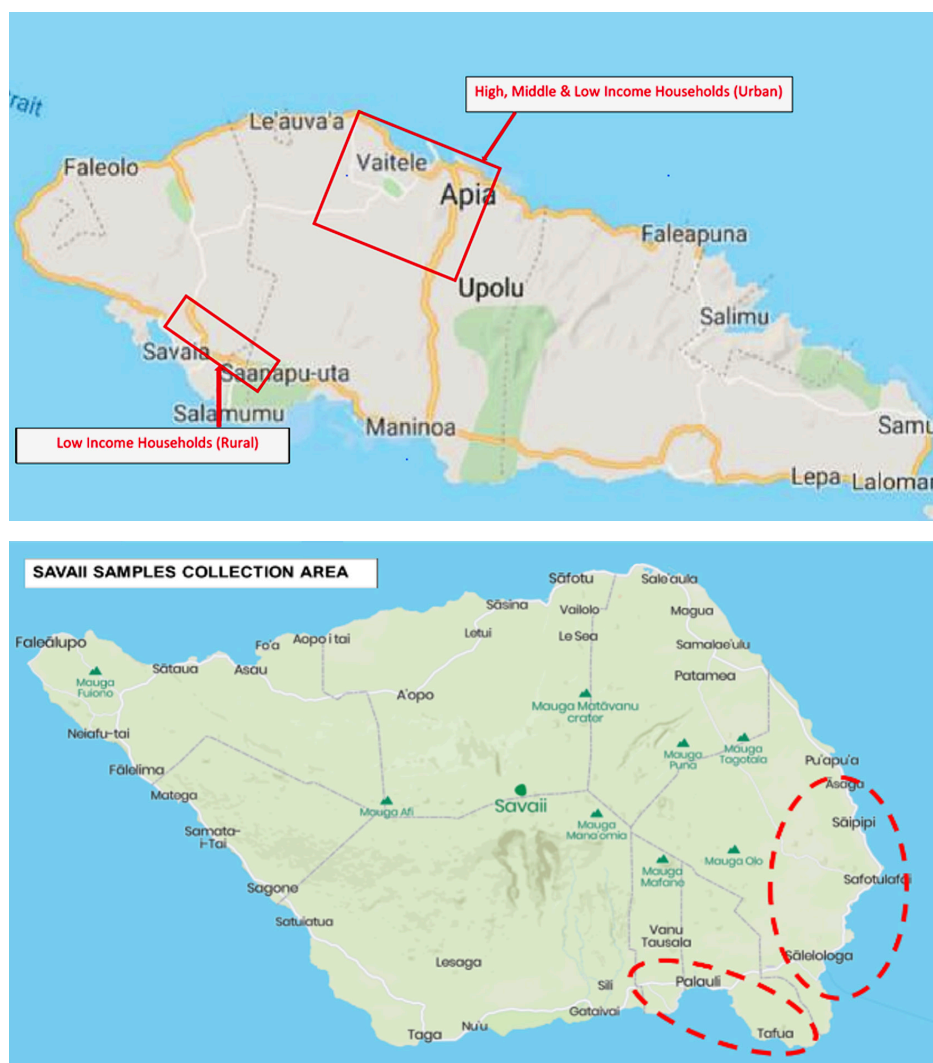 High, Middle & Low Income Households (Urban)
rait
Le'auva'a
Vaitele
Faleolo
Apia
Faleapuna
Upolu
Salimu
Savaia
Saanapu-uta
Salamumu
Maninoa
Samu
Low Income Households (Rural)
Lepa
Laloman
SAVAII SAMPLES COLLECTION AREA
Sāfotu
Sale'aula
Sāsina
Vailolo
Magua
Faleālupo
Fo'a
Aopo i tai
Letui
Le Sea
Samalae'ulu
Sātaua
Asau
Patamea
Mauga
Fuiono
A'opo
Mauga Matāvanu
crater
Neiafu-tai
Mauga
Puna
Mauga
Tagotala
Pu'apu'a
Fālelima
Āsaga
Matega
Savaii
Mauga Afi
Mauga
Mana'omia
Sāipipi
Samata-
i-Tai
Mauga Olo
Mauga
Mafane
Safotulafai
Sagone
Satuiatua
Vanu
Tausala
Sālelologa
Lesaga
Sili
Palauli
Gataivai
Nu'u
Taga
Tafua